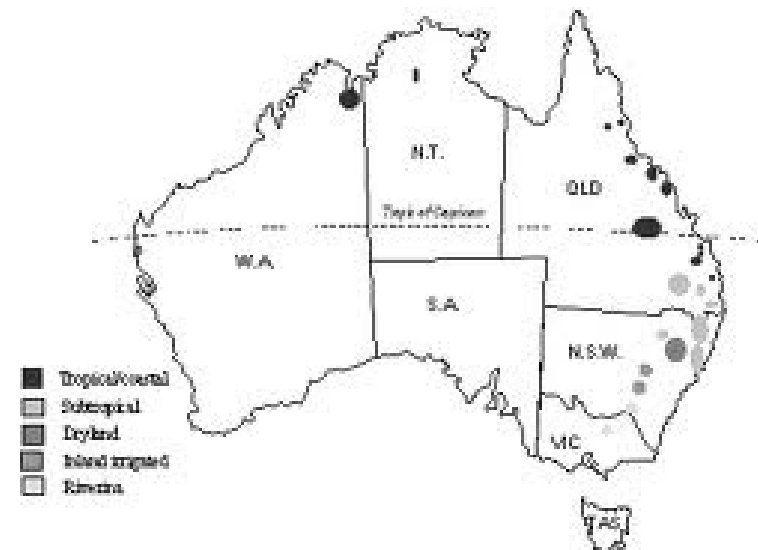 N.T.
QLD
Tropic of Capricorn
W.A.
S.A.
N.S.W.
VIC
TAS
Tropical/coastal
Subtropical
Dryland
Inland irrigated
Riverina